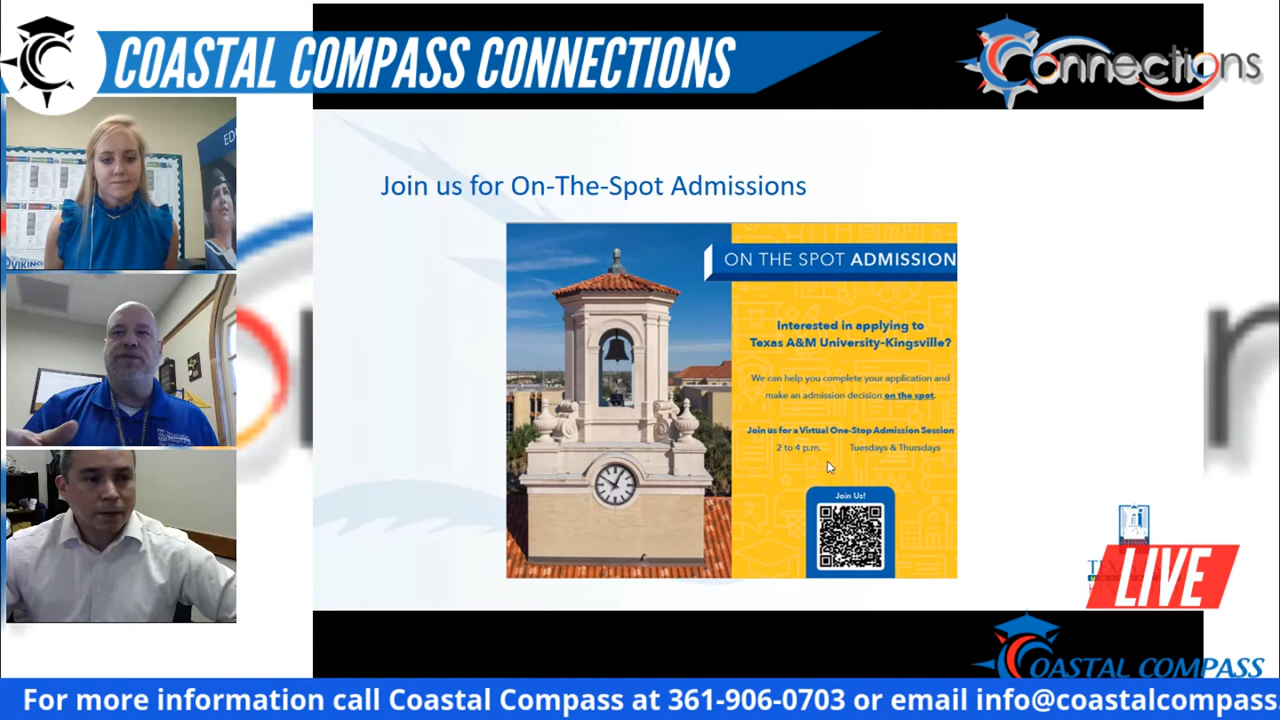 COASTAL COMPASS CONNECTIONS
Connections
ED
VIKING
Join us for On-The-Spot Admissions
ON THE SPOT ADMISSION
Interested in applying to
Texas A&M University-Kingsville?
We can help you complete your application and
make an admission decision on the spot.
Join us for a Virtual One-Stop Admission Session
2 to 4 p.m. Tuesdays & Thursdays
Join Us!
LIVE
COASTAL COMPASS
For more information call Coastal Compass at 361-906-0703 or email info@coastalcompass.